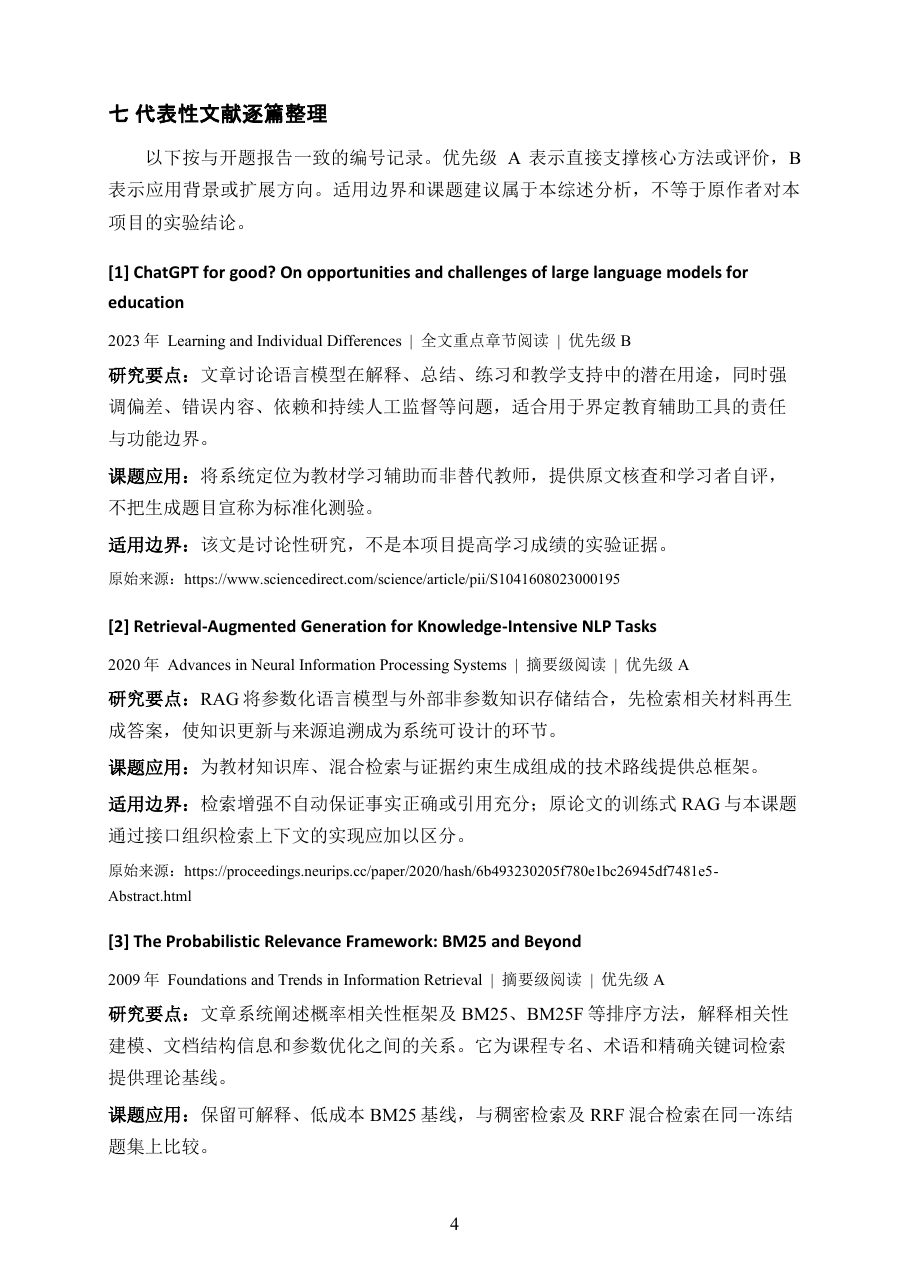 七 代表性文献逐篇整理
以下按与开题报告一致的编号记录。优先级 A 表示直接支撑核心方法或评价，B
表示应用背景或扩展方向。适用边界和课题建议属于本综述分析，不等于原作者对本
项目的实验结论。
[1] ChatGPT for good? On opportunities and challenges of large language models for
education
2023 年 Learning and Individual Differences | 全文重点章节阅读 | 优先级 B
研究要点：文章讨论语言模型在解释、总结、练习和教学支持中的潜在用途，同时强
调偏差、错误内容、依赖和持续人工监督等问题，适合用于界定教育辅助工具的责任
与功能边界。
课题应用：将系统定位为教材学习辅助而非替代教师，提供原文核查和学习者自评，
不把生成题目宣称为标准化测验。
适用边界：该文是讨论性研究，不是本项目提高学习成绩的实验证据。
原始来源：https://www.sciencedirect.com/science/article/pii/S1041608023000195
[2] Retrieval-Augmented Generation for Knowledge-Intensive NLP Tasks
2020 年 Advances in Neural Information Processing Systems | 摘要级阅读 | 优先级 A
研究要点：RAG 将参数化语言模型与外部非参数知识存储结合，先检索相关材料再生
成答案，使知识更新与来源追溯成为系统可设计的环节。
课题应用：为教材知识库、混合检索与证据约束生成组成的技术路线提供总框架。
适用边界：检索增强不自动保证事实正确或引用充分；原论文的训练式 RAG 与本课题
通过接口组织检索上下文的实现应加以区分。
原始来源：https://proceedings.neurips.cc/paper/2020/hash/6b493230205f780e1bc26945df7481e5-
Abstract.html
[3] The Probabilistic Relevance Framework: BM25 and Beyond
2009 年 Foundations and Trends in Information Retrieval | 摘要级阅读 | 优先级 A
研究要点：文章系统阐述概率相关性框架及 BM25、BM25F 等排序方法，解释相关性
建模、文档结构信息和参数优化之间的关系。它为课程专名、术语和精确关键词检索
提供理论基线。
课题应用：保留可解释、低成本 BM25 基线，与稠密检索及 RRF 混合检索在同一冻结
题集上比较。
4